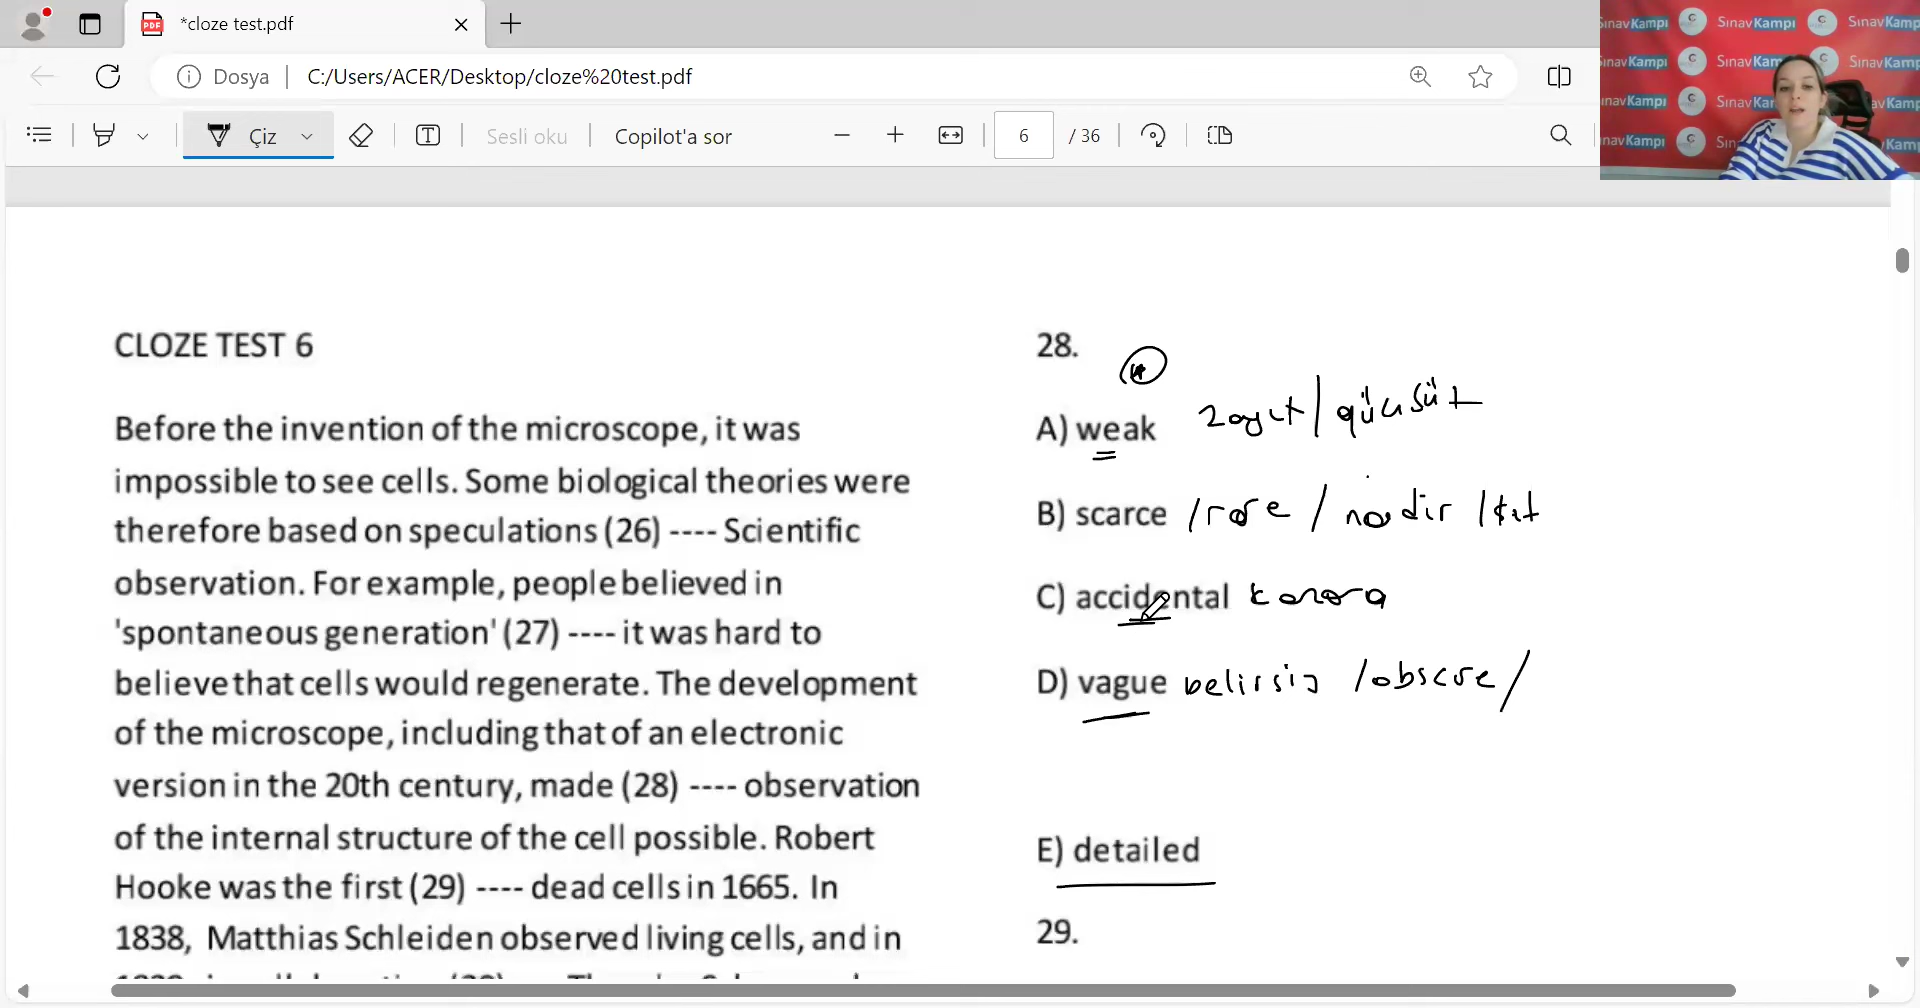 *cloze test.pdf
Dosya C:/Users/ACER/Desktop/cloze%20test.pdf
Çiz Sesli oku Copilot'a sor 6 / 36
SınavKampı SınavKampı
CLOZE TEST 6
Before the invention of the microscope, it was
impossible to see cells. Some biological theories were
therefore based on speculations (26) ---- Scientific
observation. For example, people believed in
'spontaneous generation' (27) ---- it was hard to
believe that cells would regenerate. The development
of the microscope, including that of an electronic
version in the 20th century, made (28) ---- observation
of the internal structure of the cell possible. Robert
Hooke was the first (29) ---- dead cells in 1665. In
1838, Matthias Schleiden observed living cells, and in
28.
A) weak
B) scarce / rare / nadir /
C) accidental
D) vague belirsiz /
E) detailed
29.